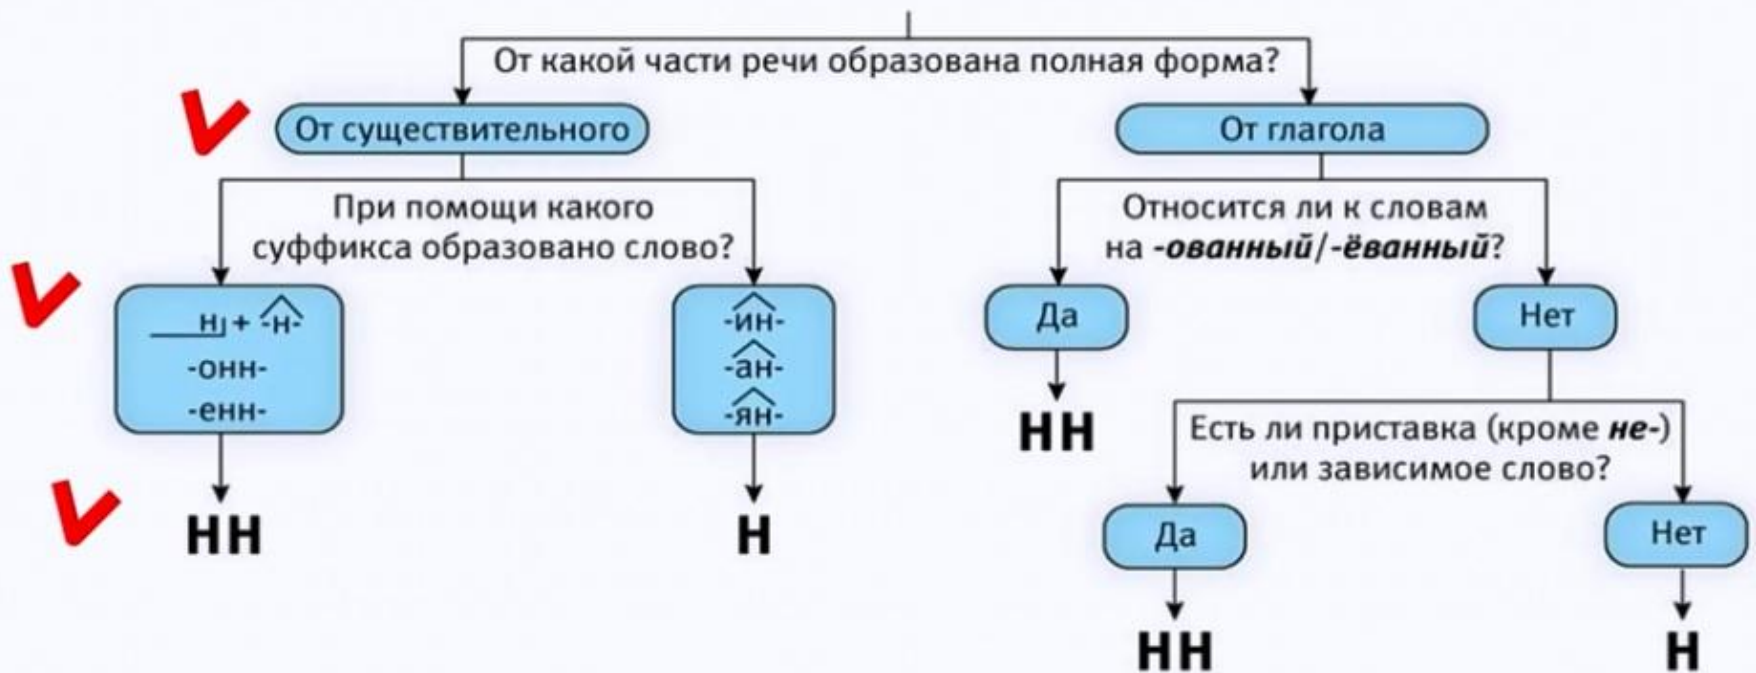 От какой части речи образована полная форма?
От существительного
От глагола
При помощи какого
суффикса образовано слово?
Относится ли к словам
на -ованный/-ёванный?
н + -н-
-онн-
-енн-
-ин-
-ан-
-ян-
Да
Нет
НН
Есть ли приставка (кроме не-)
или зависимое слово?
НН
Н
Да
Нет
НН
Н